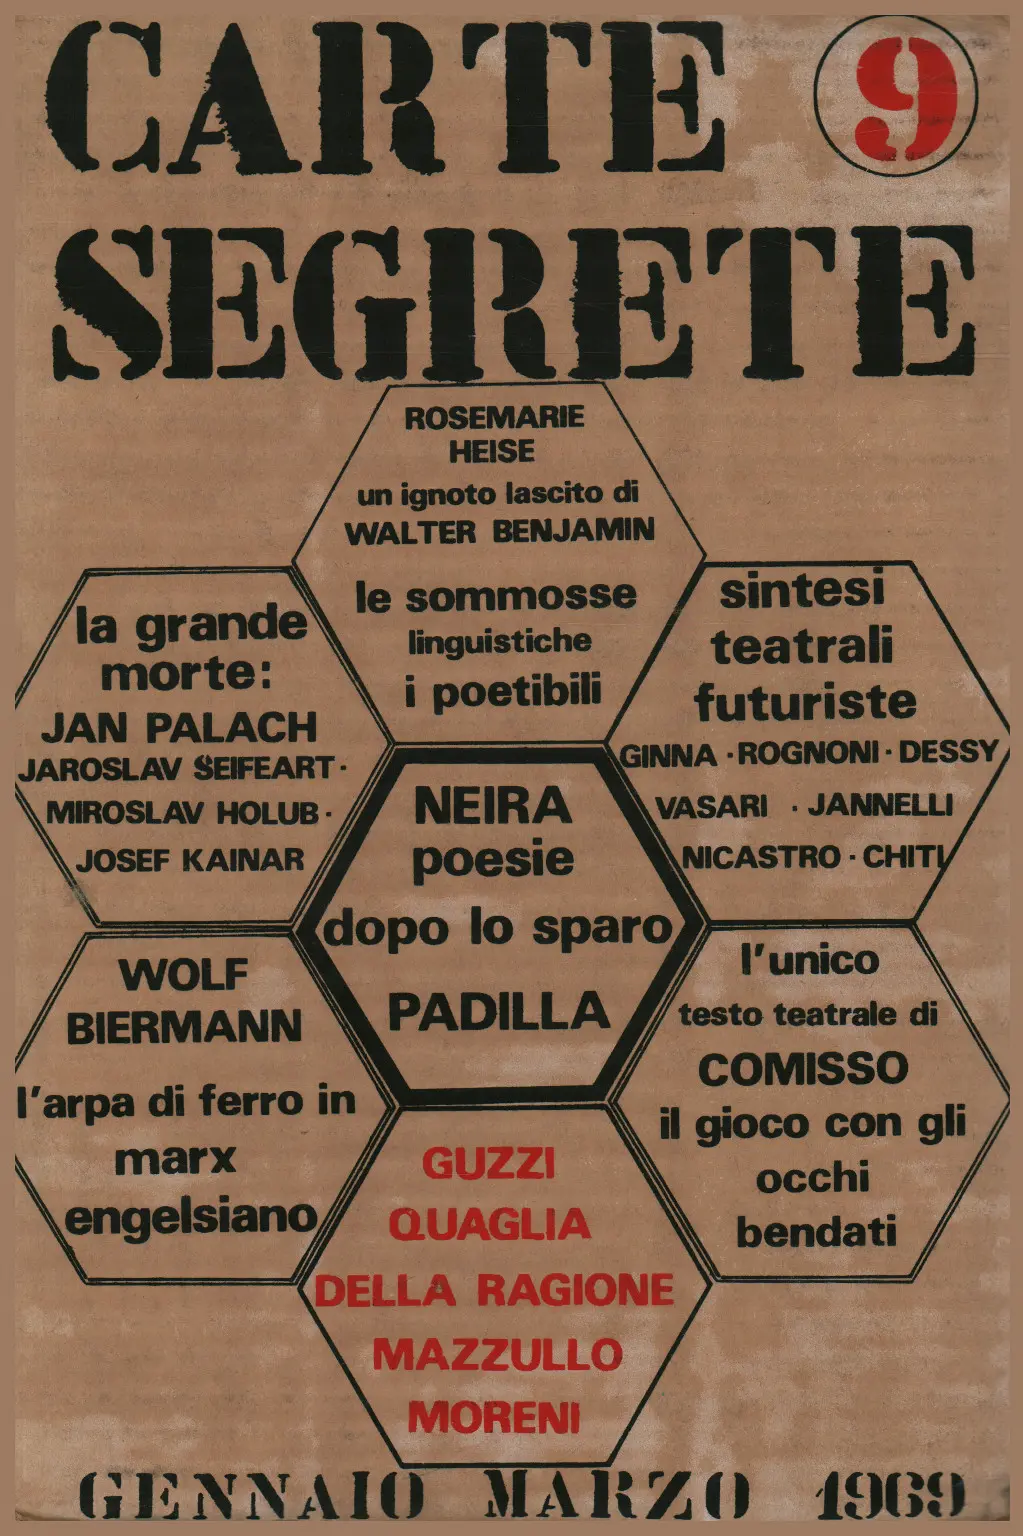 CARTE 9
SEGRETE
ROSEMARIE
HEISE
un ignoto lascito di
WALTER BENJAMIN
le sommosse
linguistiche
i poetibili
la grande
morte:
JAN PALACH
JAROSLAV SEIFEART ·
MIROSLAV HOLUB ·
JOSEF KAINAR
sintesi
teatrali
futuriste
GINNA · ROGNONI · DESSY
VASARI · JANNELLI
NICASTRO · CHITI
NEIRA
poesie
dopo lo sparo
PADILLA
WOLF
BIERMANN
l'arpa di ferro in
marx
engelsiano
l'unico
testo teatrale di
COMISSO
il gioco con gli
occhi
bendati
GUZZI
QUAGLIA
DELLA RAGIONE
MAZZULLO
MORENI
GENNAIO MARZO 1969